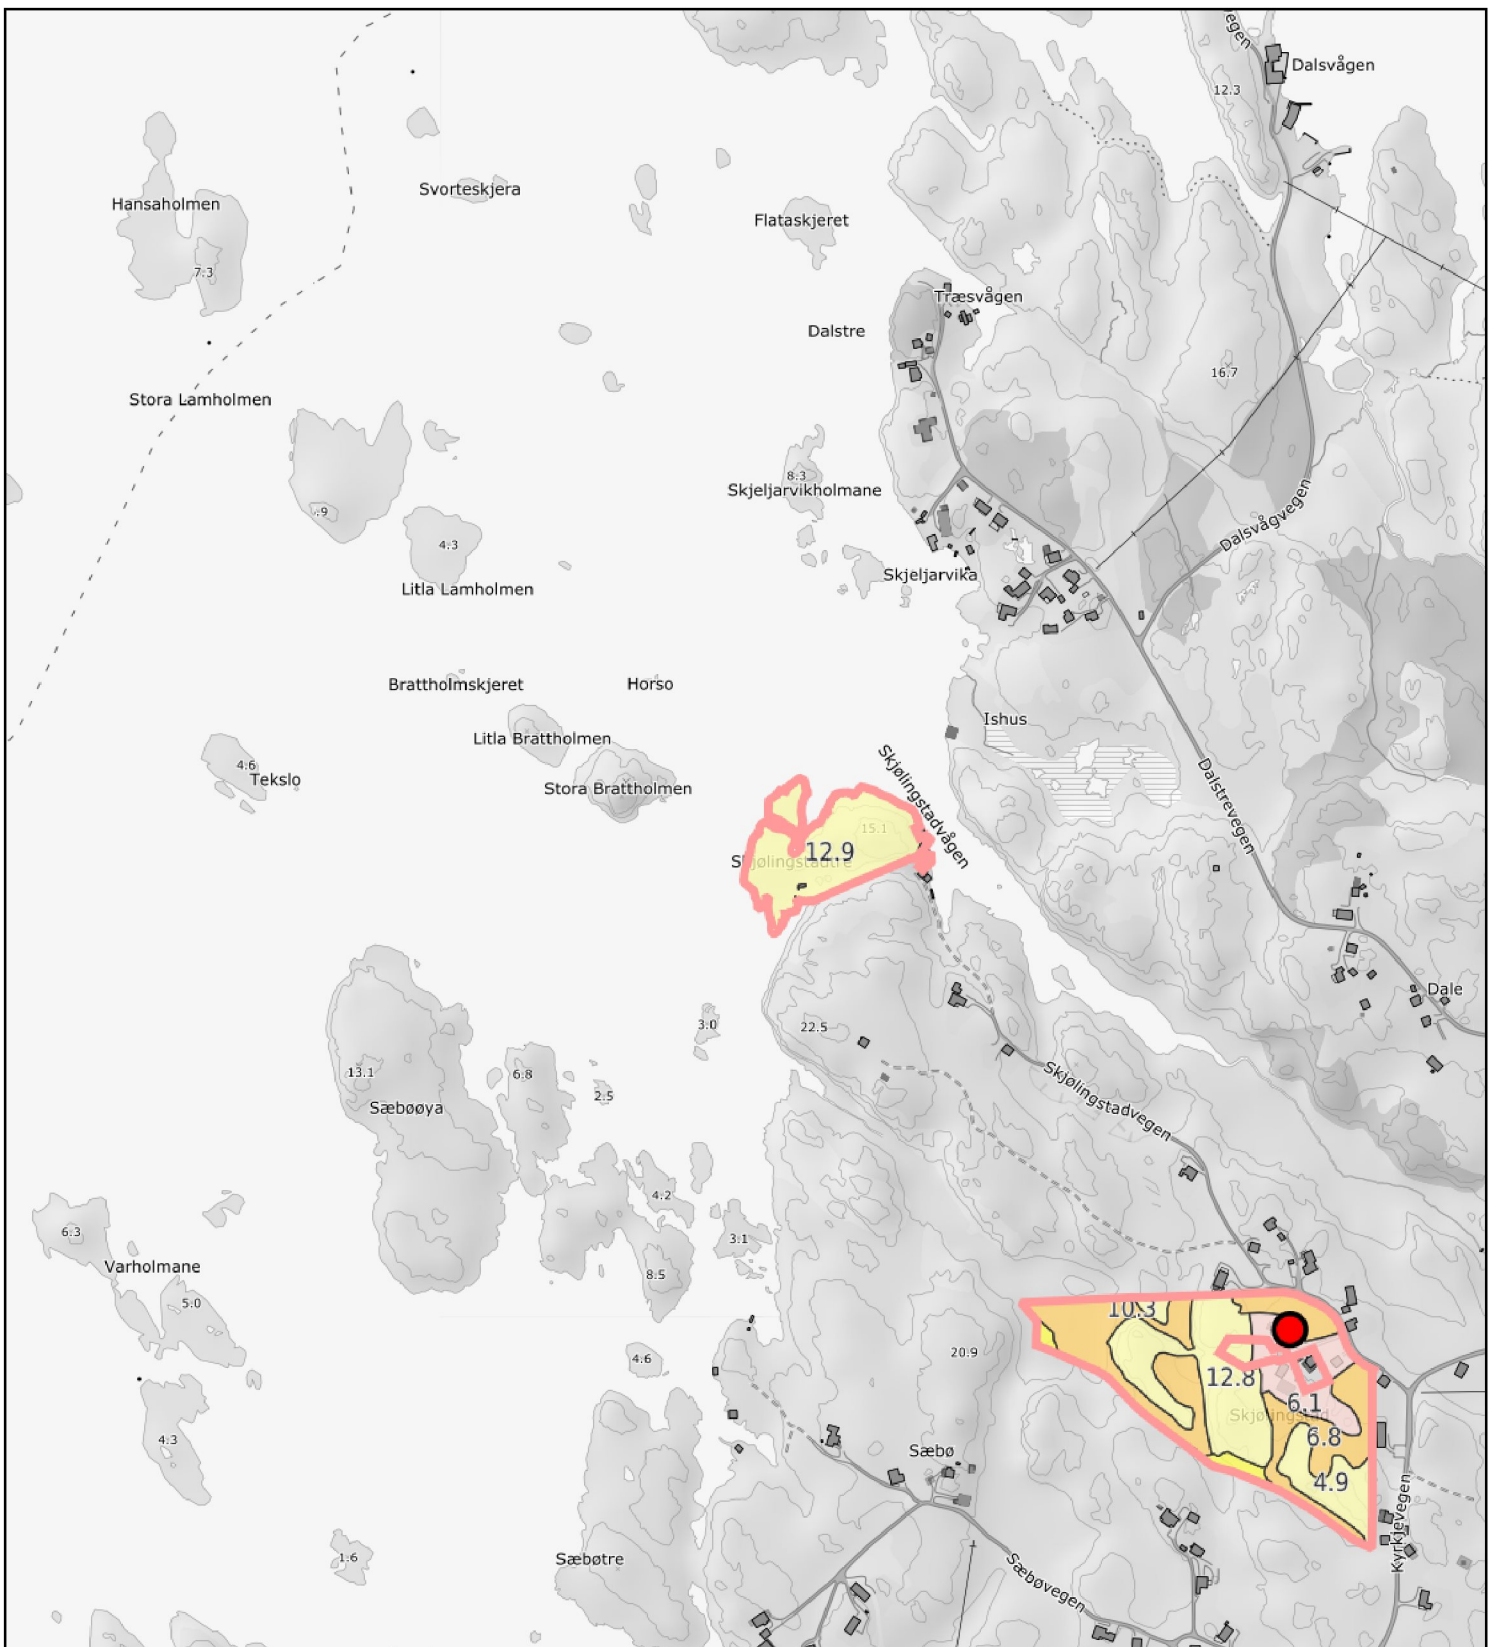 Dalsvågen
12.3
Svorteskjera
Hansaholmen
Flataskjeret
7.3
Træsvågen
Dalstre
16.7
Stora Lamholmen
8.3
Skjeljarvikholmane
.9
Dalsvågvegen
4.3
Skjeljarvika
Litla Lamholmen
Brattholmskjeret
Horso
Ishus
Litla Brattholmen
4.6
Tekslo
Stora Brattholmen
Skjølingstadvågen
Dalstrevegen
15.1
12.9
Skjølingstadtre
Dale
3.0
22.5
13.1
6.8
2.5
Sæbøøya
Skjølingstadvegen
4.2
6.3
3.1
Varholmane
8.5
5.0
10.3
20.9
4.6
12.8
6.1
Skjølingstad
4.3
6.8
Sæbø
4.9
Kyrkjevegen
1.6
Sæbøtre
Sæbøvegen